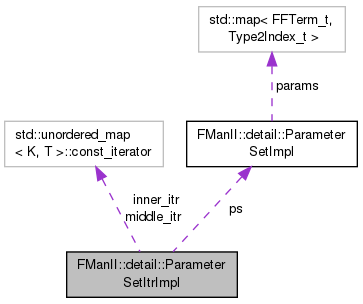 std::map< FFTerm_t,
Type2Index_t >
params
std::unordered_map
< K, T >::const_iterator
FManII::detail::Parameter
SetImpl
inner_itr
middle_itr
ps
FManII::detail::Parameter
SetItrImpl